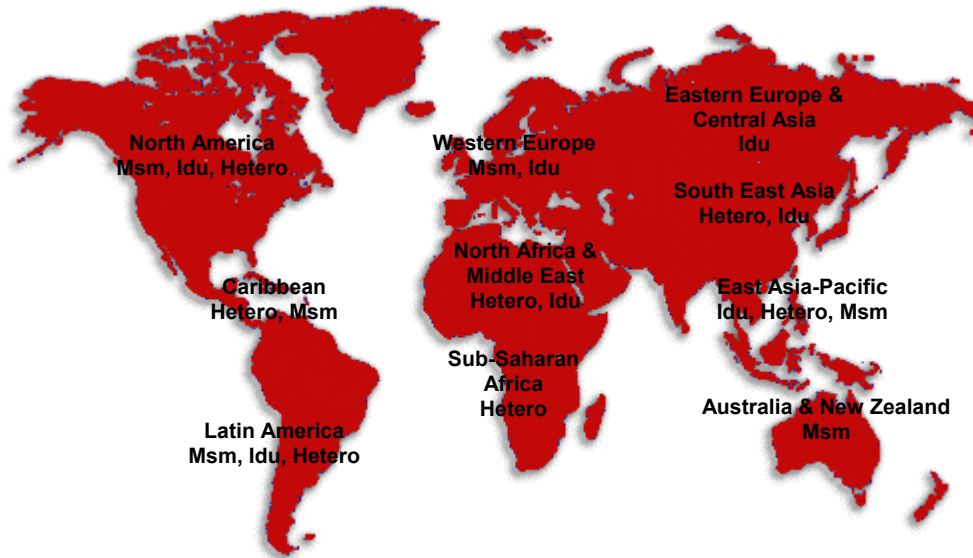 North America
Msm, Idu, Hetero
Western Europe
Msm, Idu
Eastern Europe &
Central Asia
Idu
South East Asia
Hetero, Idu
North Africa &
Middle East
Hetero, Idu
Caribbean
Hetero, Msm
East Asia-Pacific
Idu, Hetero, Msm
Sub-Saharan
Africa
Hetero
Latin America
Msm, Idu, Hetero
Australia & New Zealand
Msm